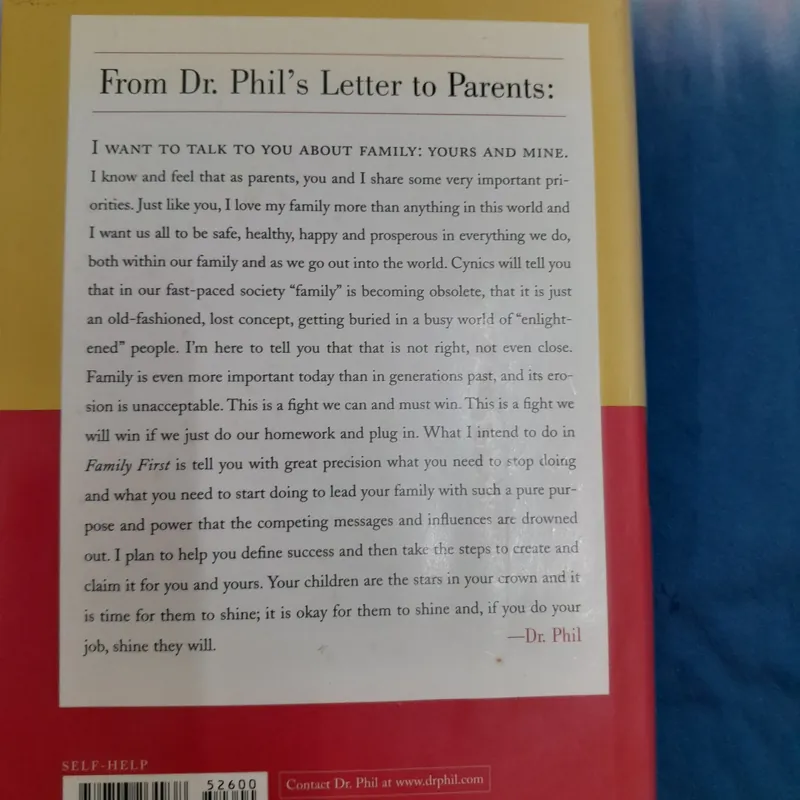 From Dr. Phil's Letter to Parents:
I WANT TO TALK TO YOU ABOUT FAMILY: YOURS AND MINE.
I know and feel that as parents, you and I share some very important pri-
orities. Just like you, I love my family more than anything in this world and
I want us all to be safe, healthy, happy and prosperous in everything we do,
both within our family and as we go out into the world. Cynics will tell you
that in our fast-paced society “family” is becoming obsolete, that it is just
an old-fashioned, lost concept, getting buried in a busy world of “enlight-
ened” people. I'm here to tell you that that is not right, not even close.
Family is even more important today than in generations past, and its ero-
sion is unacceptable. This is a fight we can and must win. This is a fight we
will win if we just do our homework and plug in. What I intend to do in
Family First is tell you with great precision what you need to stop doing
and what you need to start doing to lead your family with such a pure pur-
pose and power that the competing messages and influences are drowned
out. I plan to help you define success and then take the steps to create and
claim it for you and yours. Your children are the stars in your crown and it
is time for them to shine; it is okay for them to shine and, if you do your
job, shine they will.
—Dr. Phil
SELF-HELP
52600
Contact Dr. Phil at www.drphil.com